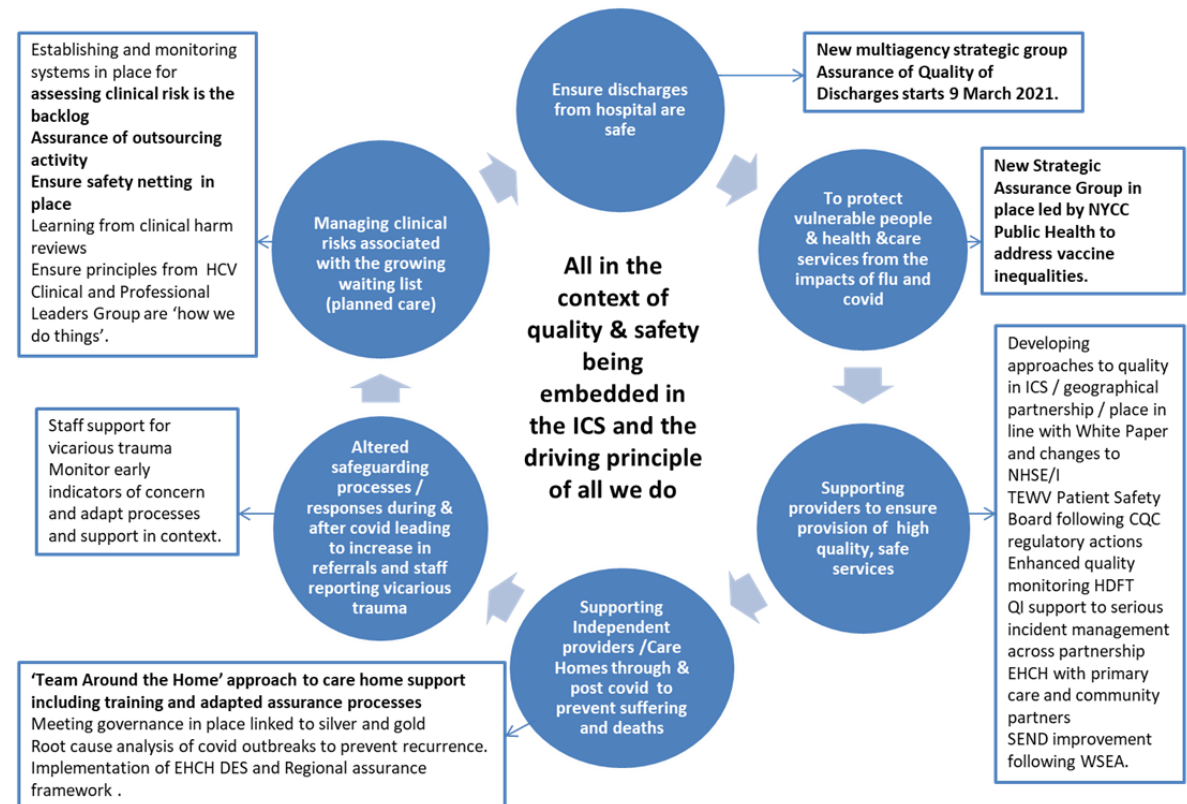 Ensure discharges
from hospital are
safe
New multiagency strategic group
Assurance of Quality of
Discharges starts 9 March 2021.
To protect
vulnerable people
& health &care
services from the
impacts of flu and
covid
New Strategic
Assurance Group in
place led by NYCC
Public Health to
address vaccine
inequalities.
Supporting
providers to ensure
provision of high
quality, safe
services
Developing
approaches to quality
in ICS / geographical
partnership / place in
line with White Paper
and changes to
NHSE/I
TEWV Patient Safety
Board following CQC
regulatory actions
Enhanced quality
monitoring HDFT
QI support to serious
incident management
across partnership
EHCH with primary
care and community
partners
SEND improvement
following WSEA.
Supporting
Independent
providers /Care
Homes through &
post covid to
prevent suffering
and deaths
‘Team Around the Home’ approach to care home support
including training and adapted assurance processes
Meeting governance in place linked to silver and gold
Root cause analysis of covid outbreaks to prevent recurrence.
Implementation of EHCH DES and Regional assurance
framework .
Altered
safeguarding
processes /
responses during &
after covid leading
to increase in
referrals and staff
reporting vicarious
trauma
Staff support for
vicarious trauma
Monitor early
indicators of concern
and adapt processes
and support in context.
Managing clinical
risks associated
with the growing
waiting list
(planned care)
Establishing and monitoring
systems in place for
assessing clinical risk is the
backlog
Assurance of outsourcing
activity
Ensure safety netting in
place
Learning from clinical harm
reviews
Ensure principles from HCV
Clinical and Professional
Leaders Group are ‘how we
do things’.
All in the
context of
quality & safety
being
embedded in
the ICS and the
driving principle
of all we do